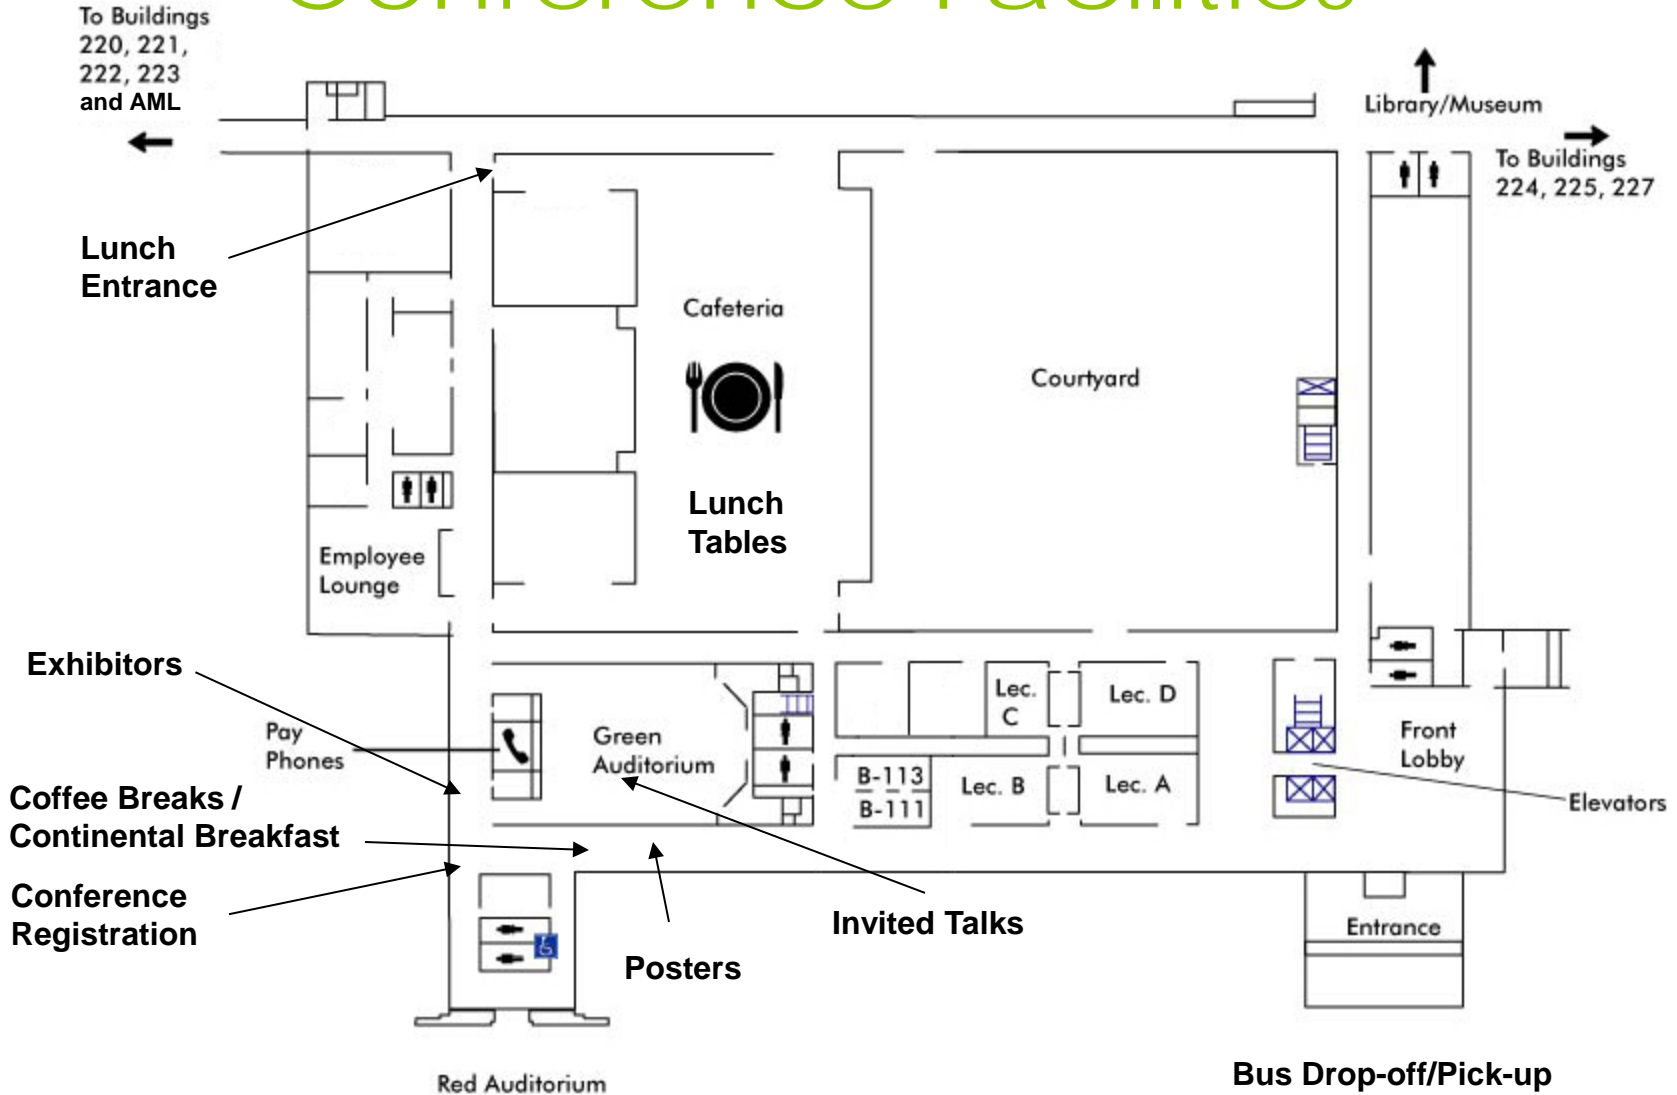 Conference Facilities
To Buildings
220, 221,
222, 223
and AML
Library/Museum
To Buildings
224, 225, 227
Lunch
Entrance
Cafeteria
Courtyard
Lunch
Tables
Employee
Lounge
Exhibitors
Pay
Phones
Green
Auditorium
Lec.
C
Lec. D
B-113
B-111
Lec. B
Lec. A
Front
Lobby
Elevators
Coffee Breaks /
Continental Breakfast
Conference
Registration
Invited Talks
Posters
Entrance
Red Auditorium
Bus Drop-off/Pick-up